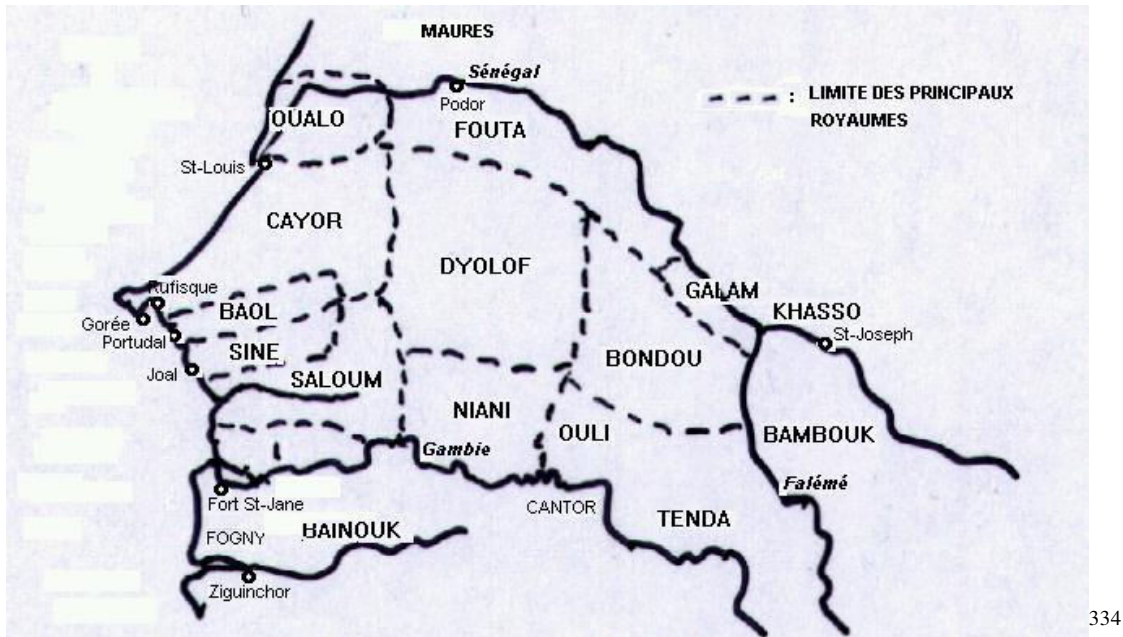 MAURES
Sénégal
Podor
: LIMITE DES PRINCIPAUX
ROYAUMES
OUALO
FOUTA
St-Louis
CAYOR
DYOLOF
Rufisque
BAOL
GALAM
KHASSO
Gorée
Portudal
St-Joseph
SINE
BONDOU
Joal
SALOUM
NIANI
OULI
BAMBOUK
Gambie
Falémé
Fort St-Jane
CANTOR
TENDA
FOGNY
BAINOUK
Ziguinchor
334